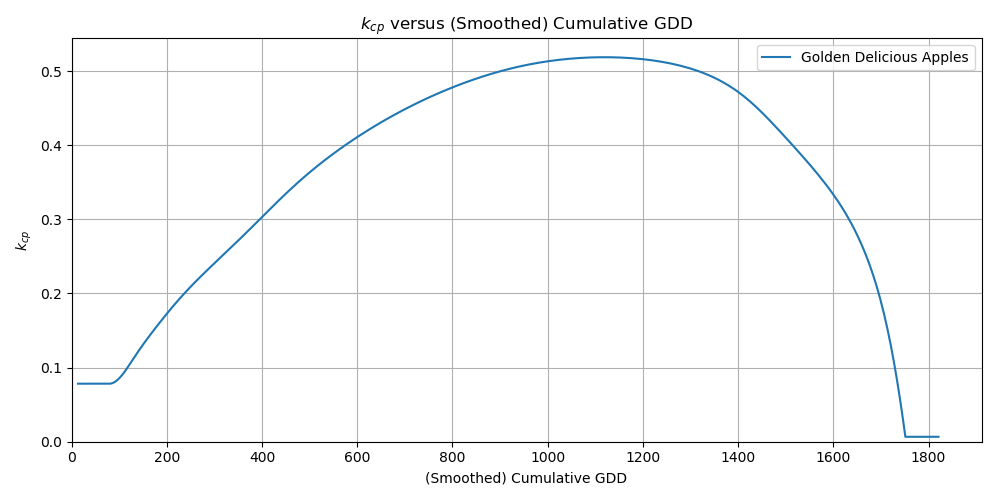 k_cp versus (Smoothed) Cumulative GDD
Golden Delicious Apples
k_cp
0.5
0.4
0.3
0.2
0.1
0.0
0 200 400 600 800 1000 1200 1400 1600 1800
(Smoothed) Cumulative GDD